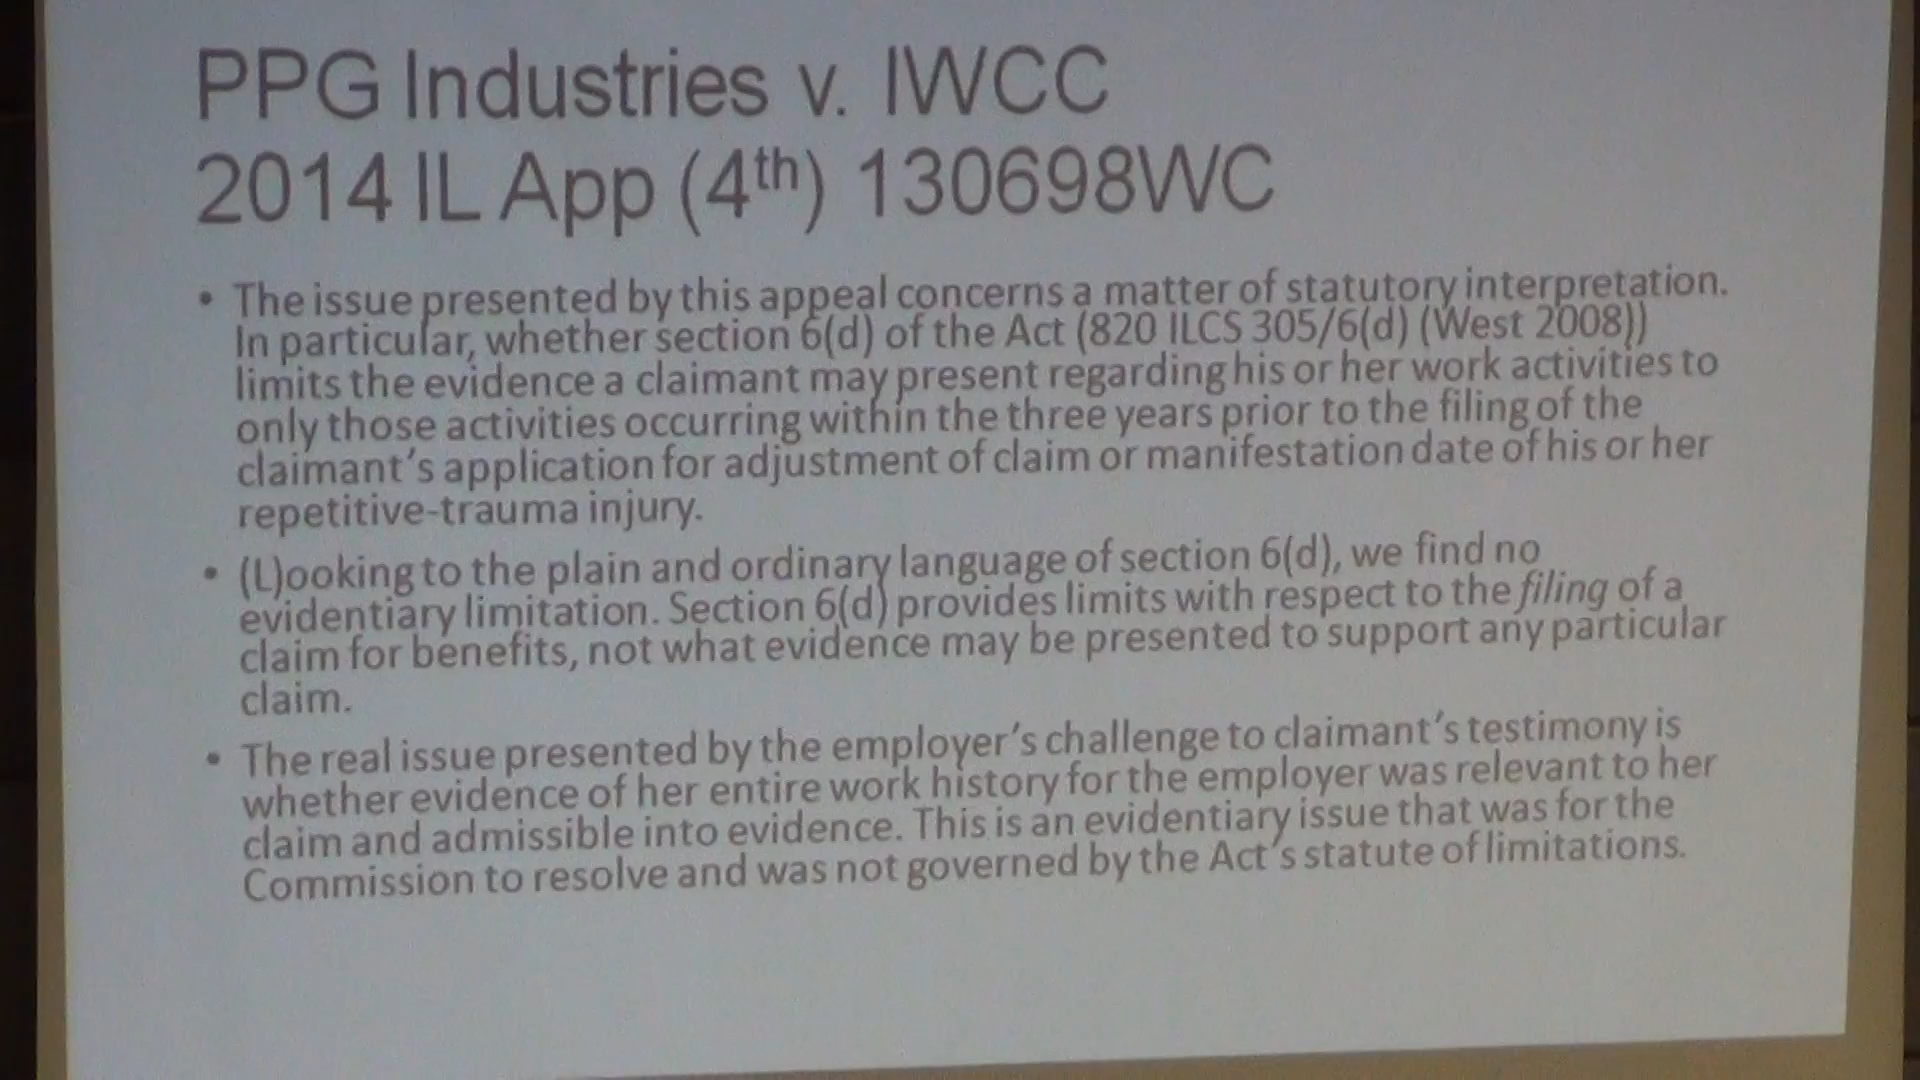 PPG Industries v. IWCC
2014 IL App (4th) 130698WC
• The issue presented by this appeal concerns a matter of statutory interpretation.
In particular, whether section 6(d) of the Act (820 ILCS 305/6(d) (West 2008))
limits the evidence a claimant may present regarding his or her work activities to
only those activities occurring within the three years prior to the filing of the
claimant's application for adjustment of claim or manifestation date of his or her
repetitive-trauma injury.
• (L)ooking to the plain and ordinary language of section 6(d), we find no
evidentiary limitation. Section 6(d) provides limits with respect to the filing of a
claim for benefits, not what evidence may be presented to support any particular
claim.
• The real issue presented by the employer's challenge to claimant's testimony is
whether evidence of her entire work history for the employer was relevant to her
claim and admissible into evidence. This is an evidentiary issue that was for the
Commission to resolve and was not governed by the Act's statute of limitations.